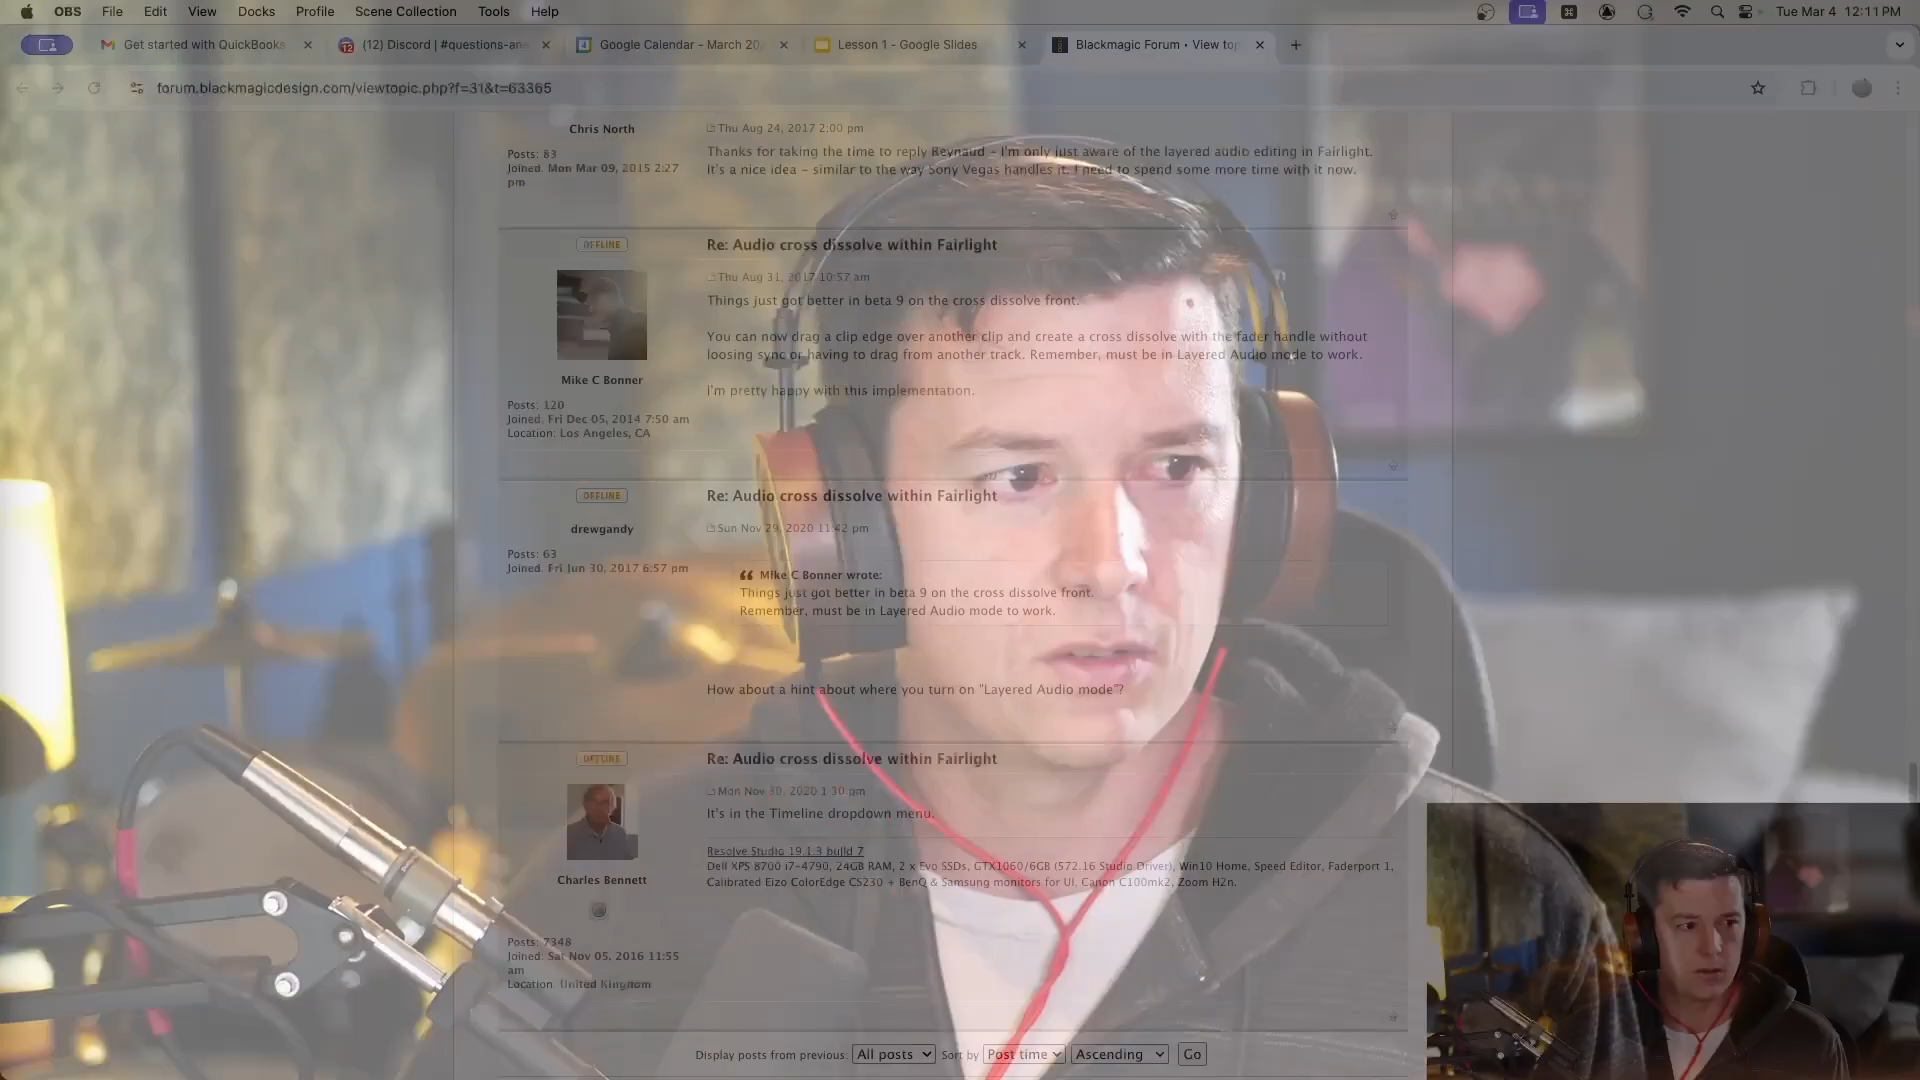 OBS File Edit View Docks Profile Scene Collection Tools Help Tue Mar 4 12:11 PM
Get started with QuickBooks (12) Discord | #questions-an Google Calendar - March 20 Lesson 1 - Google Slides Blackmagic Forum • View top
forum.blackmagicdesign.com/viewtopic.php?f=31&t=63365
Chris North
Posts: 83
Joined: Mon Mar 09, 2015 2:27
pm
Thu Aug 24, 2017 2:00 pm
Thanks for taking the time to reply Reynaud - I'm only just aware of the layered audio editing in Fairlight.
It's a nice idea - similar to the way Sony Vegas handles it. I need to spend some more time with it now.
OFFLINE
Mike C Bonner
Posts: 120
Joined: Fri Dec 05, 2014 7:50 am
Location: Los Angeles, CA
Re: Audio cross dissolve within Fairlight
Thu Aug 31, 2017 10:57 am
Things just got better in beta 9 on the cross dissolve front.
You can now drag a clip edge over another clip and create a cross dissolve with the fader handle without
loosing sync or having to drag from another track. Remember, must be in Layered Audio mode to work.
I'm pretty happy with this implementation.
OFFLINE
drewgandy
Posts: 63
Joined: Fri Jun 30, 2017 6:57 pm
Re: Audio cross dissolve within Fairlight
Sun Nov 29, 2020 11:42 pm
Mike C Bonner wrote:
Things just got better in beta 9 on the cross dissolve front.
Remember, must be in Layered Audio mode to work.
How about a hint about where you turn on "Layered Audio mode"?
OFFLINE
Charles Bennett
Posts: 7348
Joined: Sat Nov 05, 2016 11:55
am
Location: United Kingdom
Re: Audio cross dissolve within Fairlight
Mon Nov 30, 2020 1:30 pm
It's in the Timeline dropdown menu.
Resolve Studio 19.1.3 build 7
Dell XPS 8700 i7-4790, 24GB RAM, 2 x Evo SSDs, GTX1060/6GB (572.16 Studio Driver), Win10 Home, Speed Editor, Faderport 1,
Calibrated Eizo ColorEdge CS230 + BenQ & Samsung monitors for UI, Canon C100mk2, Zoom H2n.
Display posts from previous: All posts Sort by Post time Ascending Go